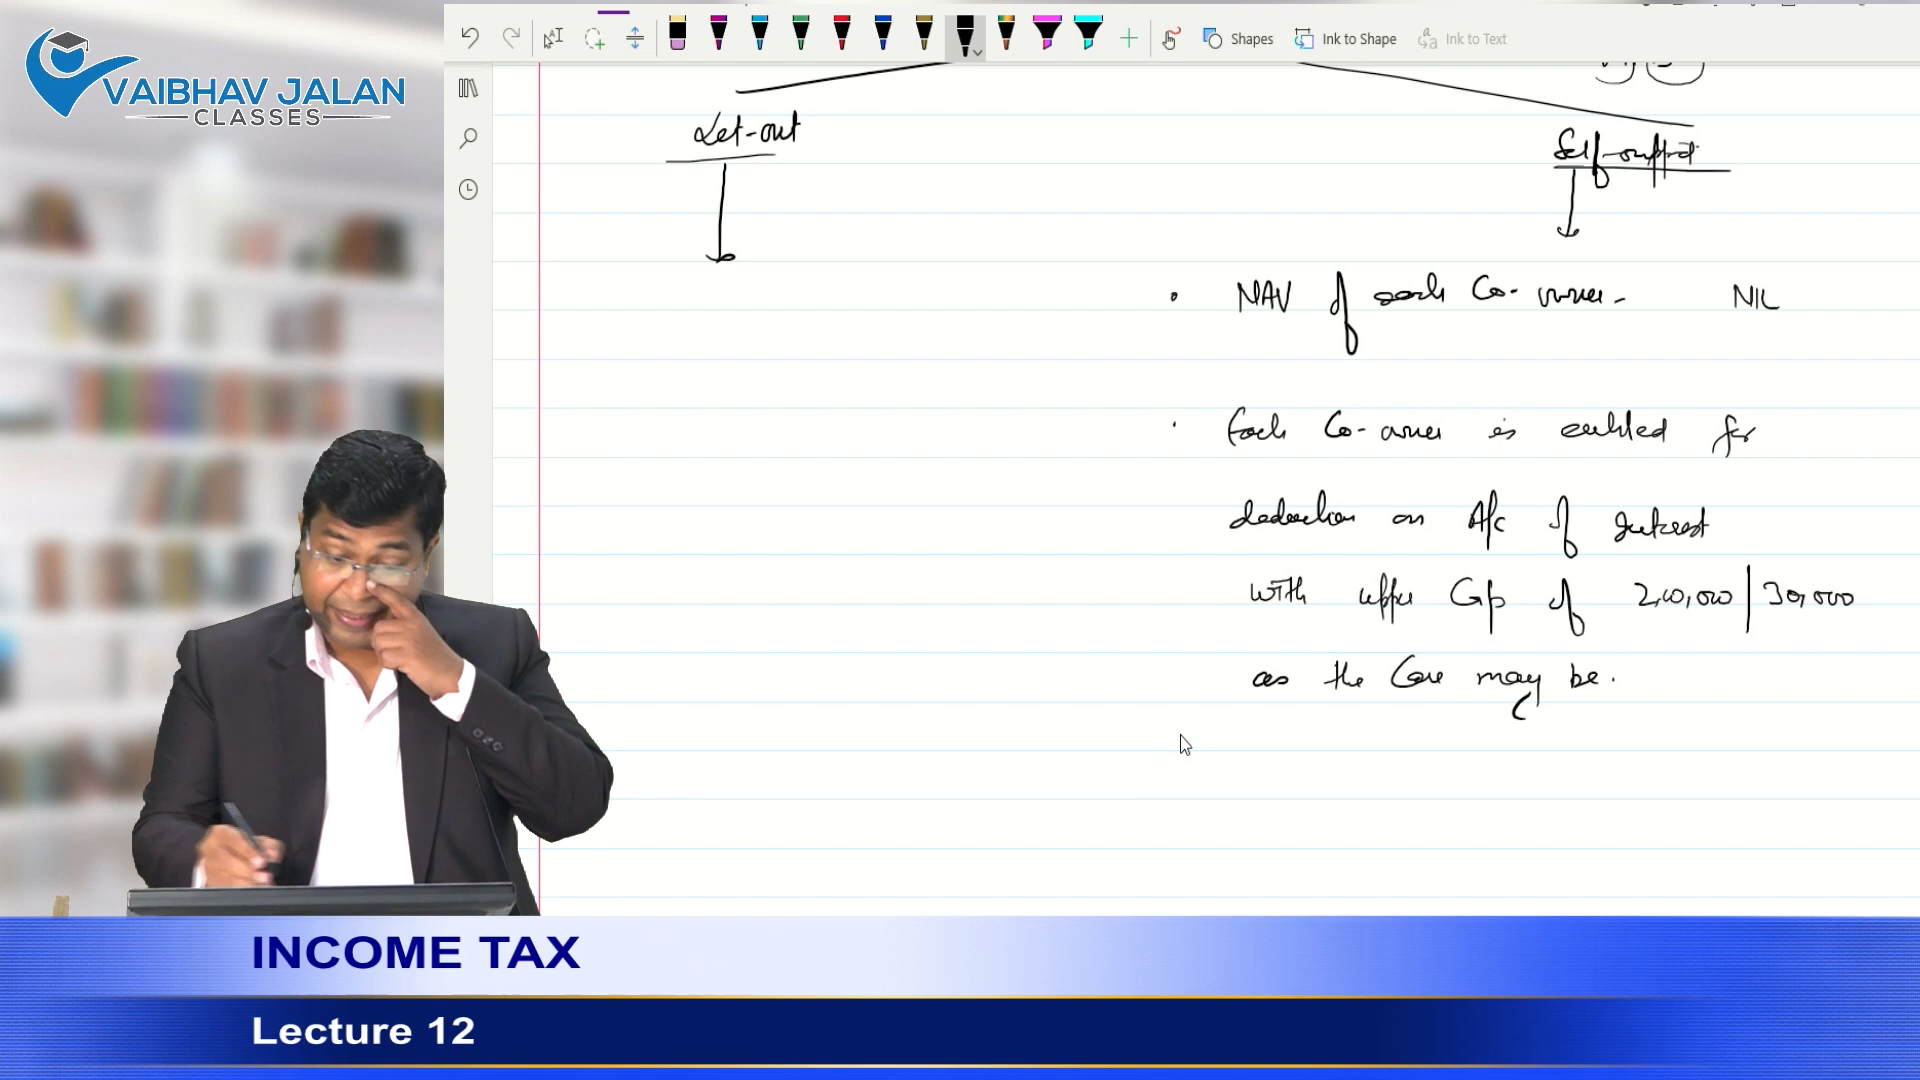 VAIBHAV JALAN
CLASSES
Shapes
Ink to Shape
Ink to Text
Let-out
Self-occupied
• NAV of each Co-owner - NIL
• Each Co-owner is entitled for
deduction on A/c of Interest
with upper Cap of 2,00,000 | 30,000
as the Case may be.
INCOME TAX
Lecture 12